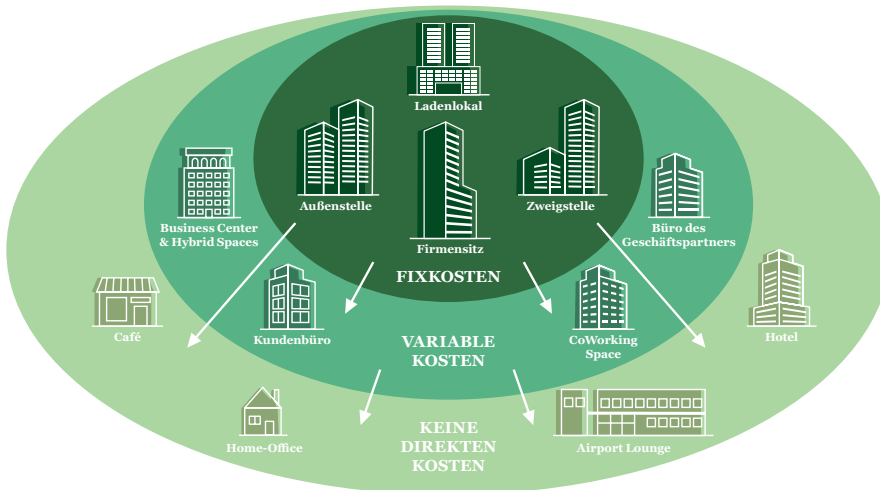 Ladenlokal
Außenstelle
Zweigstelle
Business Center
& Hybrid Spaces
Büro des
Geschäftspartners
Firmensitz
FIXKOSTEN
Café
Kundenbüro
CoWorking
Space
Hotel
VARIABLE
KOSTEN
Home-Office
Airport Lounge
KEINE
DIREKTEN
KOSTEN